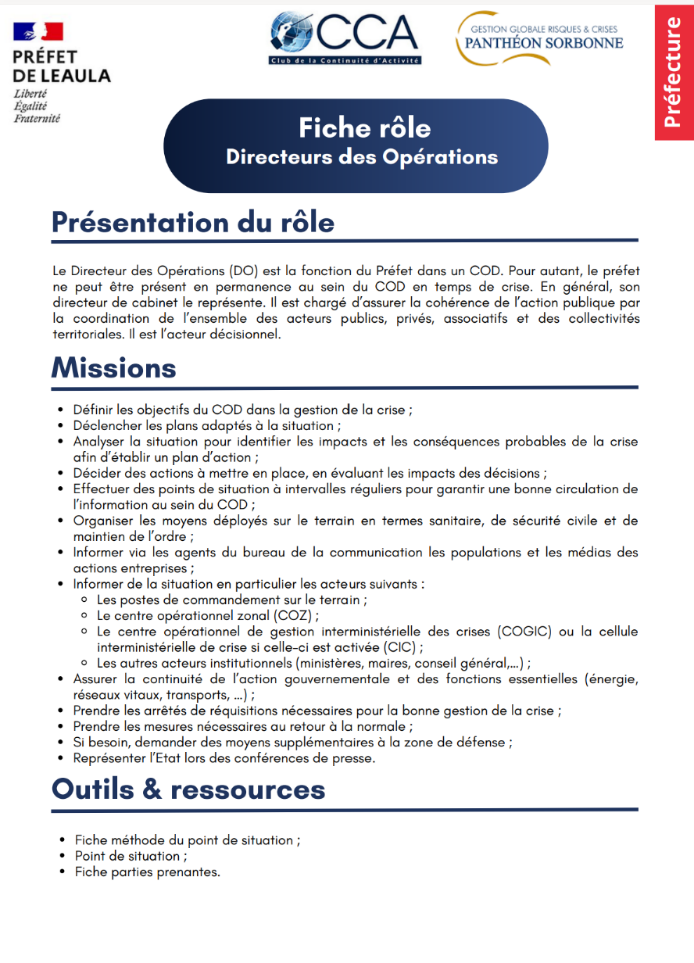 PRÉFET
DE LEAULA
Liberté
Égalité
Fraternité
CCA
Club de la Continuité d'Activité
GESTION GLOBALE RISQUES & CRISES
PANTHÉON SORBONNE
Préfecture
Fiche rôle
Directeurs des Opérations
Présentation du rôle
Le Directeur des Opérations (DO) est la fonction du Préfet dans un COD. Pour autant, le préfet
ne peut être présent en permanence au sein du COD en temps de crise. En général, son
directeur de cabinet le représente. Il est chargé d'assurer la cohérence de l'action publique par
la coordination de l'ensemble des acteurs publics, privés, associatifs et des collectivités
territoriales. Il est l'acteur décisionnel.
Missions
• Définir les objectifs du COD dans la gestion de la crise ;
• Déclencher les plans adaptés à la situation ;
• Analyser la situation pour identifier les impacts et les conséquences probables de la crise
afin d'établir un plan d'action ;
• Décider des actions à mettre en place, en évaluant les impacts des décisions ;
• Effectuer des points de situation à intervalles réguliers pour garantir une bonne circulation de
l'information au sein du COD ;
• Organiser les moyens déployés sur le terrain en termes sanitaire, de sécurité civile et de
maintien de l'ordre ;
• Informer via les agents du bureau de la communication les populations et les médias des
actions entreprises ;
• Informer de la situation en particulier les acteurs suivants :
◦ Les postes de commandement sur le terrain ;
◦ Le centre opérationnel zonal (COZ) ;
◦ Le centre opérationnel de gestion interministérielle des crises (COGIC) ou la cellule
interministérielle de crise si celle-ci est activée (CIC) ;
◦ Les autres acteurs institutionnels (ministères, maires, conseil général,...) ;
• Assurer la continuité de l'action gouvernementale et des fonctions essentielles (énergie,
réseaux vitaux, transports, ...) ;
• Prendre les arrêtés de réquisitions nécessaires pour la bonne gestion de la crise ;
• Prendre les mesures nécessaires au retour à la normale ;
• Si besoin, demander des moyens supplémentaires à la zone de défense ;
• Représenter l'Etat lors des conférences de presse.
Outils & ressources
• Fiche méthode du point de situation ;
• Point de situation ;
• Fiche parties prenantes.